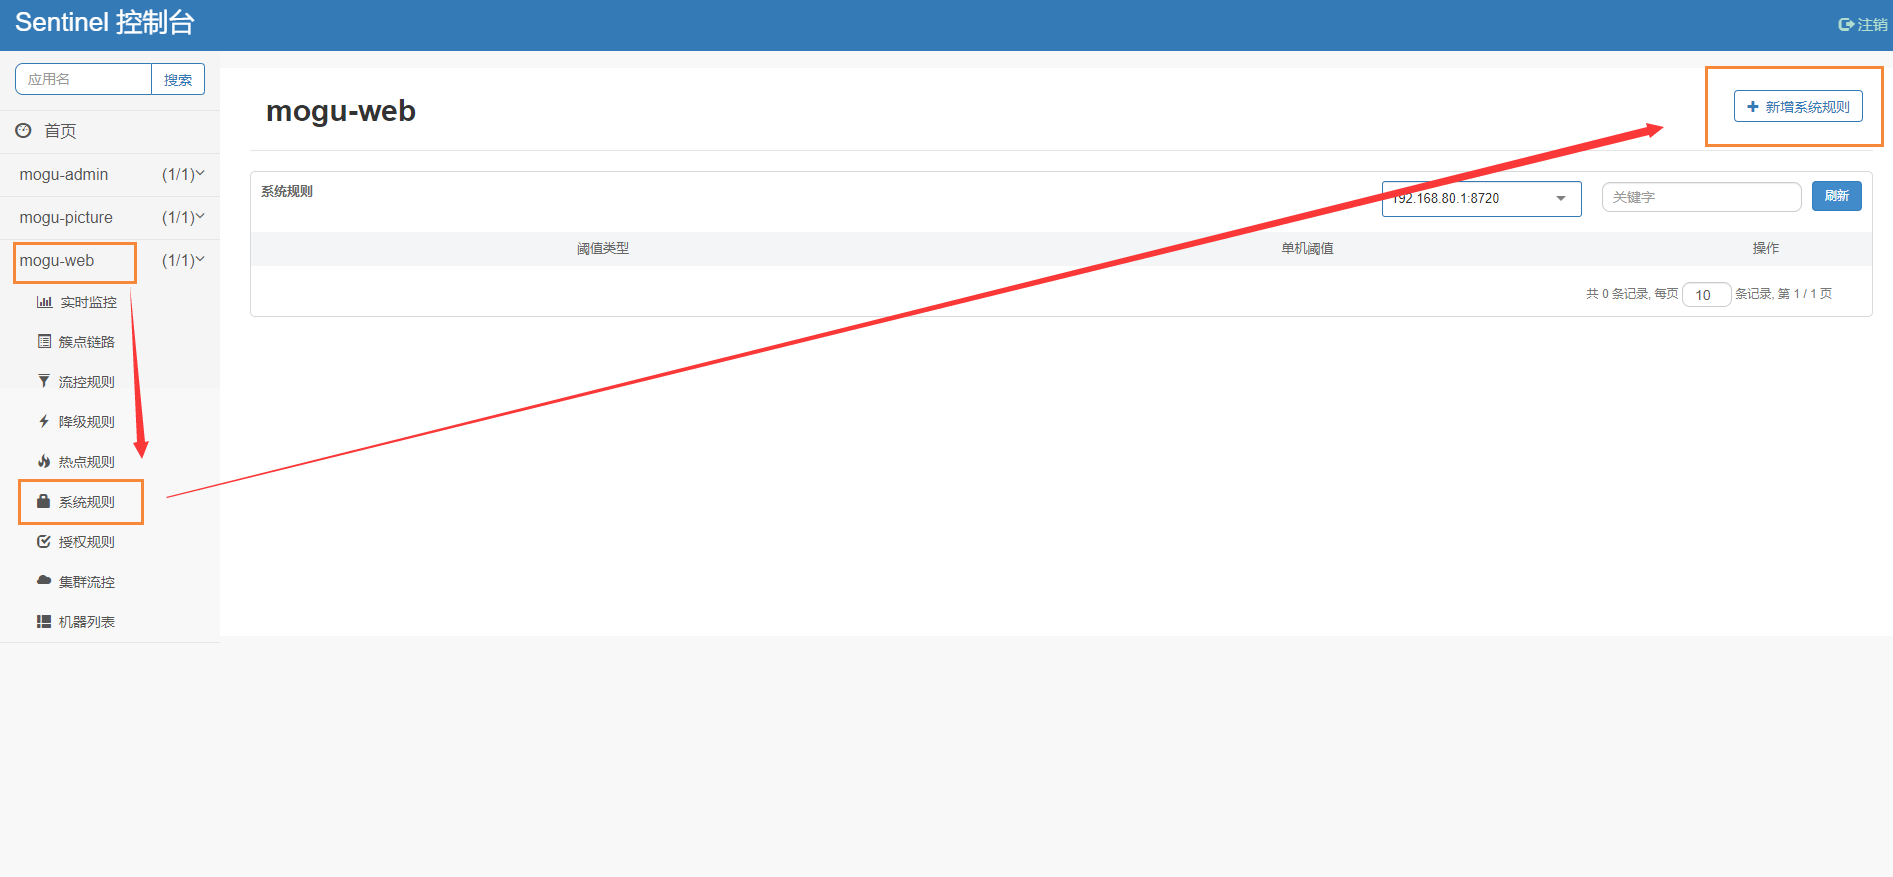 Sentinel 控制台
注销
应用名
搜索
首页
mogu-admin (1/1)
mogu-picture (1/1)
mogu-web (1/1)
实时监控
簇点链路
流控规则
降级规则
热点规则
系统规则
授权规则
集群流控
机器列表
mogu-web
新增系统规则
系统规则
192.168.80.1:8720
关键字
刷新
阈值类型 单机阈值 操作
共 0 条记录, 每页 10 条记录, 第 1 / 1 页